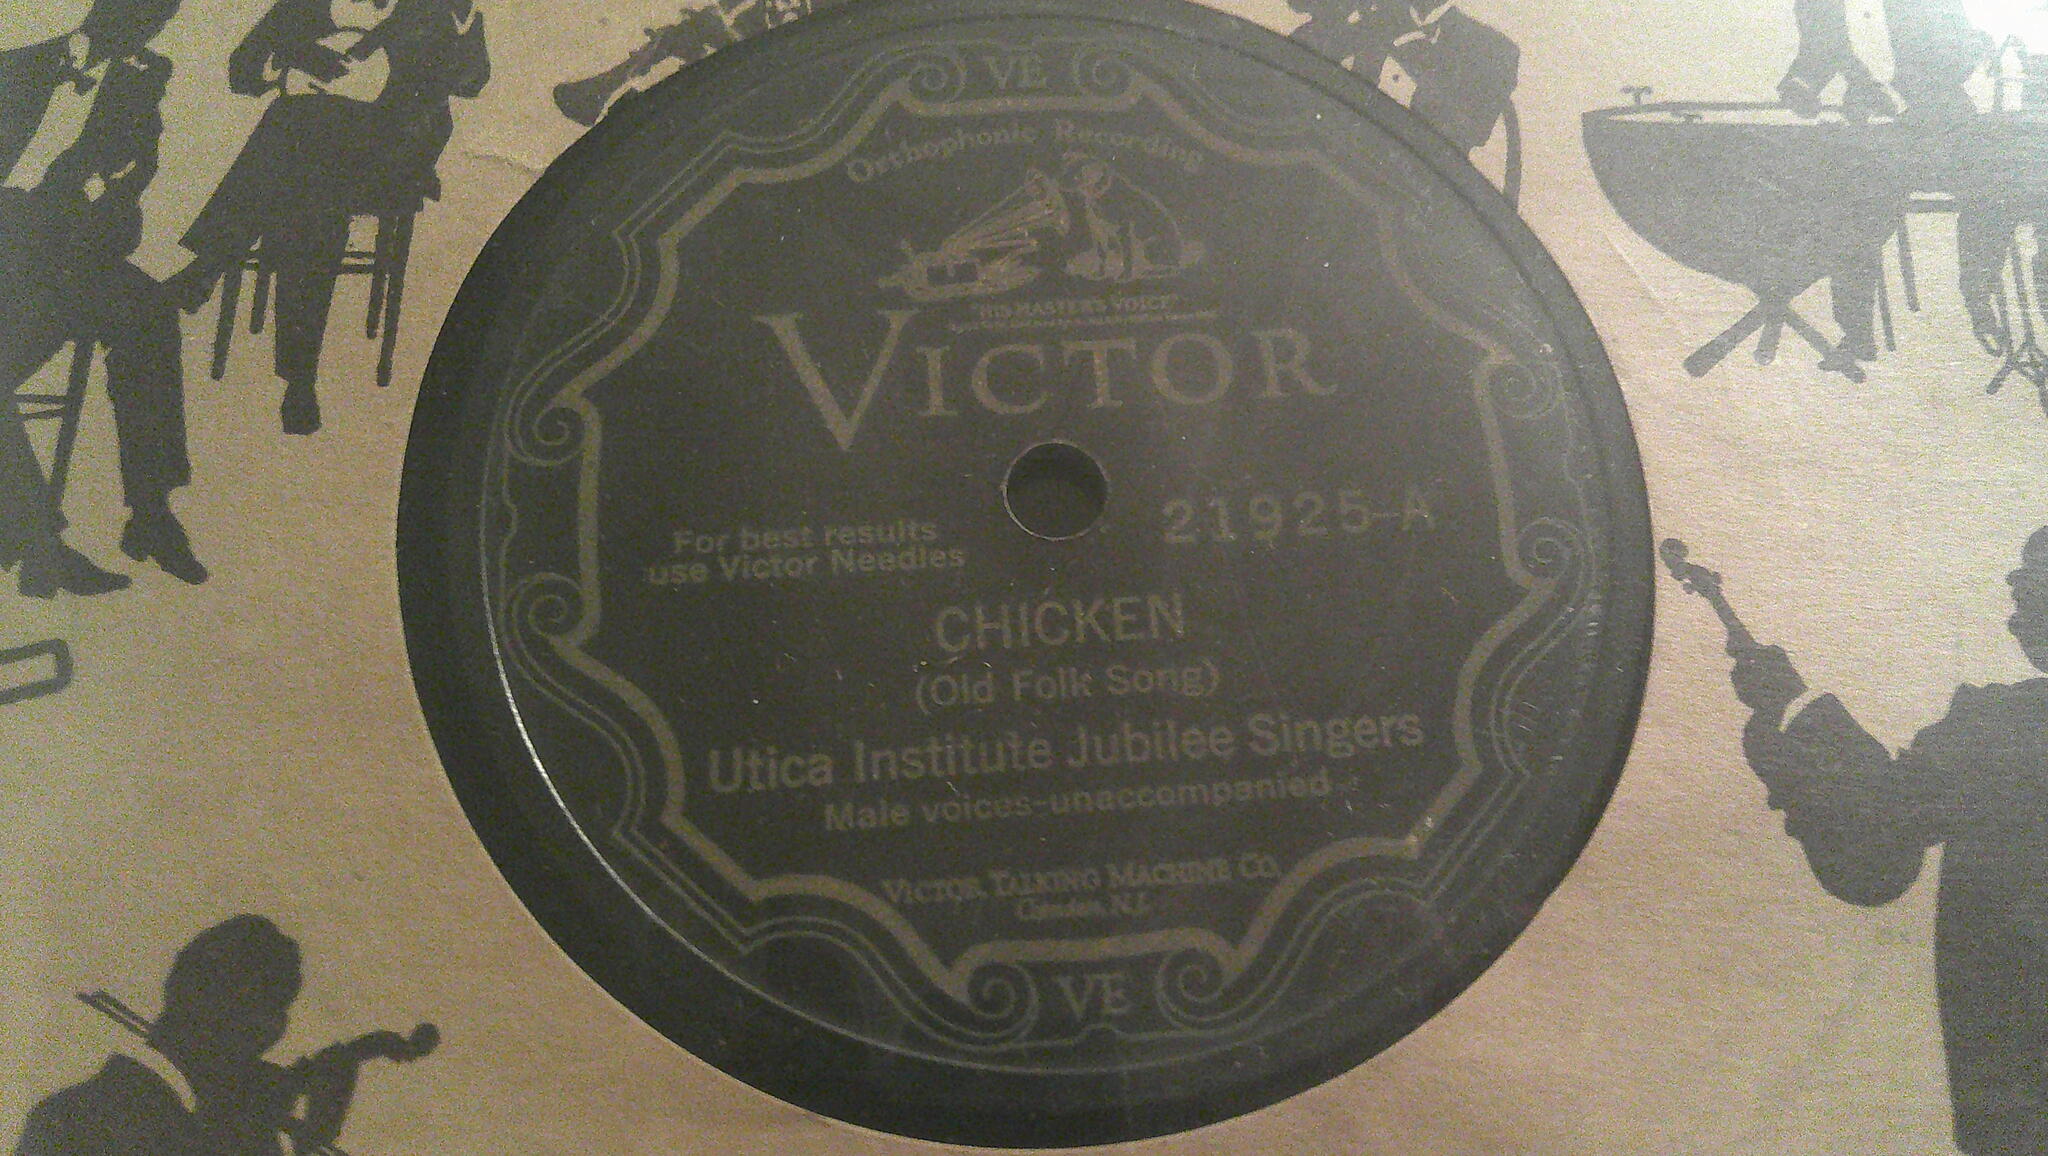 VE
Orthophonic Recording
"HIS MASTER'S VOICE"
VICTOR
21925-A
For best results
use Victor Needles
CHICKEN
(Old Folk Song)
Utica Institute Jubilee Singers
Male voices-unaccompanied
VICTOR TALKING MACHINE CO.
Camden, N.J.
VE